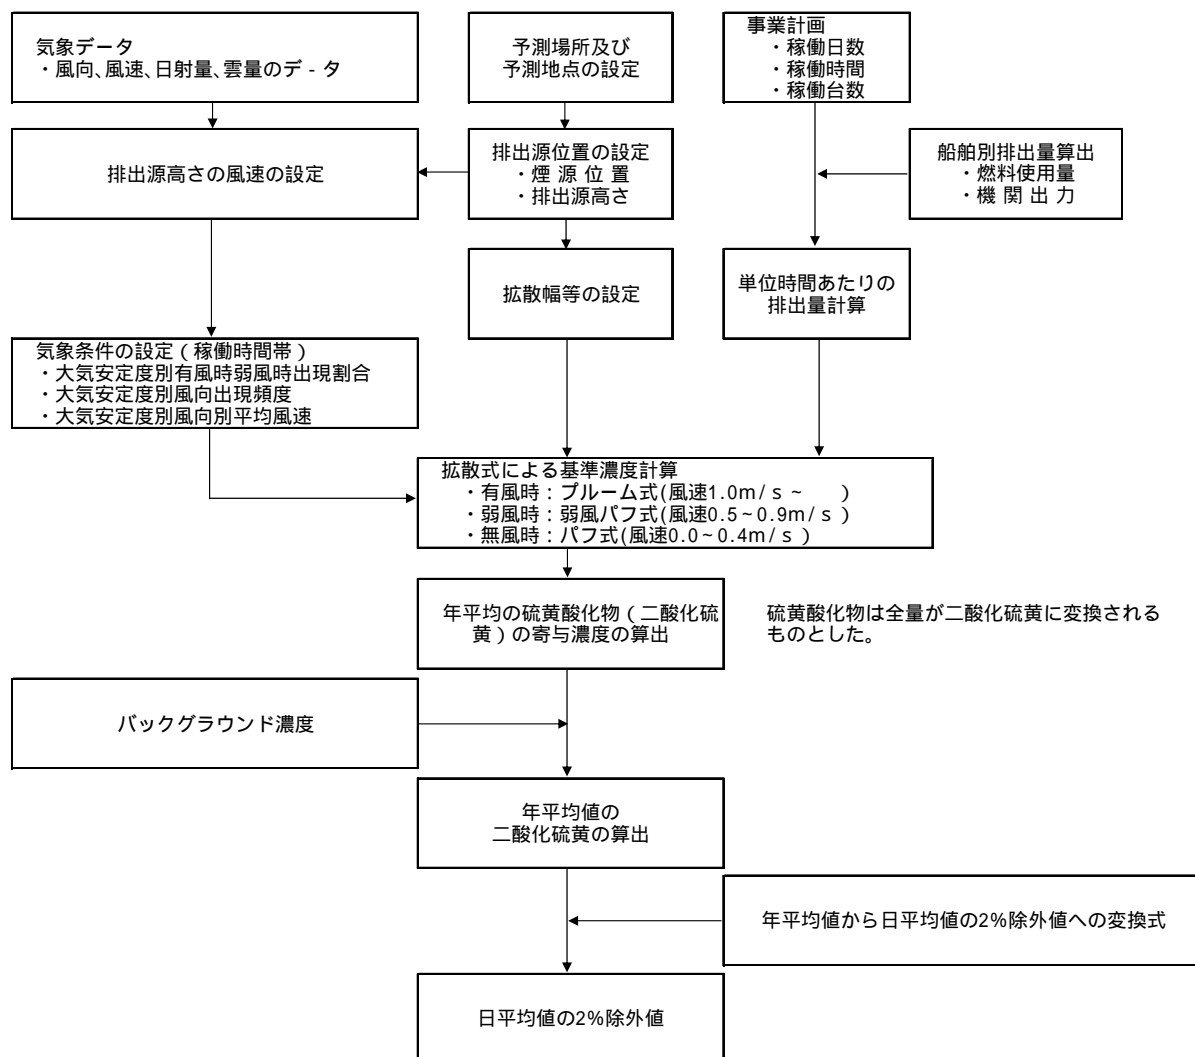 気象データ
・風向、風速、日射量、雲量のデ‐タ
予測場所及び
予測地点の設定
事業計画
・稼働日数
・稼働時間
・稼働台数
排出源高さの風速の設定
排出源位置の設定
・煙 源 位 置
・排出源高さ
船舶別排出量算出
・燃料使用量
・機 関 出 力
拡散幅等の設定
単位時間あたりの
排出量計算
気象条件の設定（稼働時間帯）
・大気安定度別有風時弱風時出現割合
・大気安定度別風向出現頻度
・大気安定度別風向別平均風速
拡散式による基準濃度計算
・有風時：プルーム式(風速1.0m/ｓ~　　)
・弱風時：弱風パフ式(風速0.5~0.9m/ｓ)
・無風時：パフ式(風速0.0~0.4m/ｓ)
年平均の硫黄酸化物（二酸化硫
黄）の寄与濃度の算出
硫黄酸化物は全量が二酸化硫黄に変換される
ものとした。
バックグラウンド濃度
年平均値の
二酸化硫黄の算出
年平均値から日平均値の2%除外値への変換式
日平均値の2%除外値